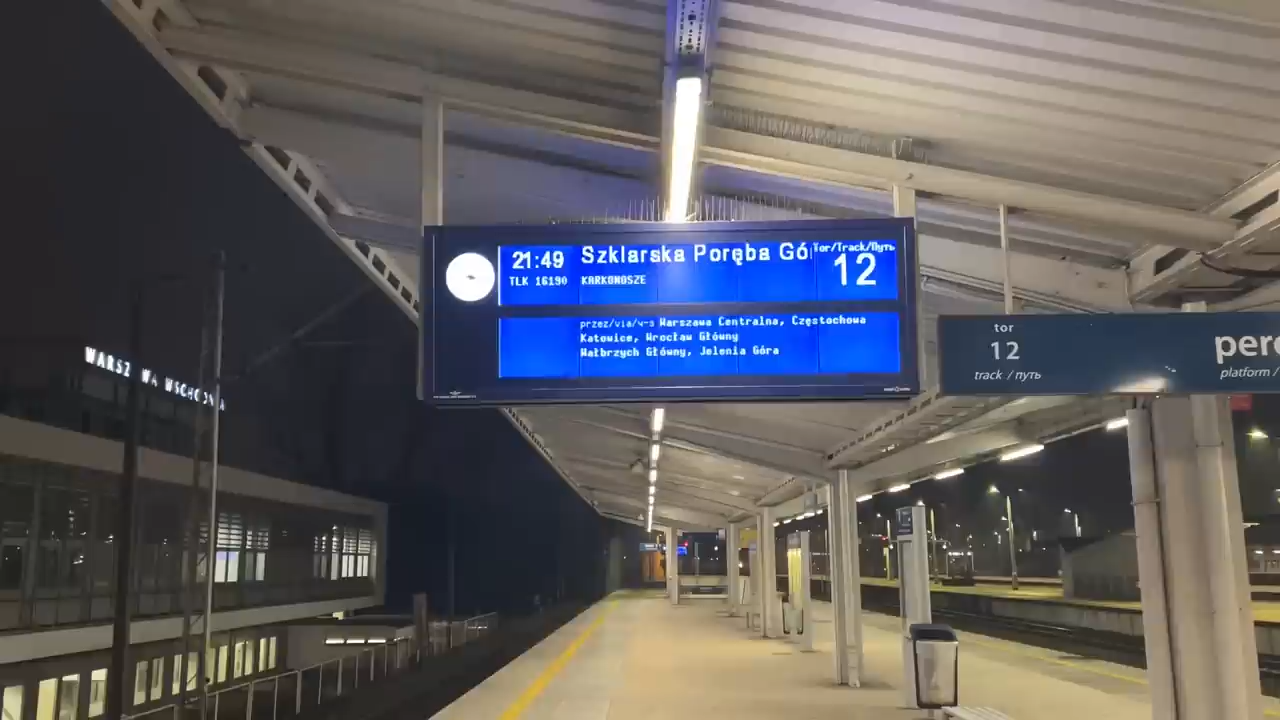 21:49 Szklarska Poręba Gó Tor/Track/Путь
TLK 16190 KARKONOSZE 12
przez/via/ч-з Warszawa Centralna, Częstochowa
Katowice, Wrocław Główny
Wałbrzych Główny, Jelenia Góra
tor
12
track / путь
pero
platform /
WARSZAWA WSCHODNIA